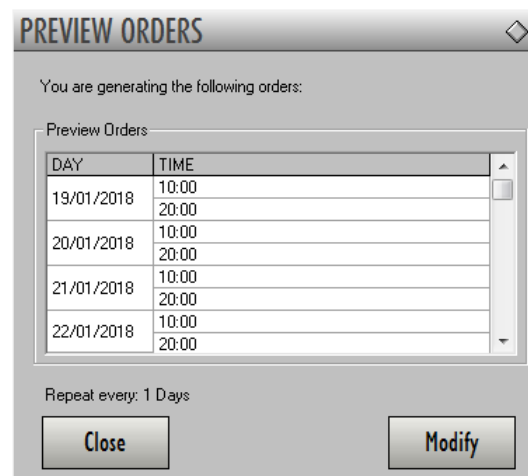 PREVIEW ORDERS
You are generating the following orders:
Preview Orders
DAY TIME
19/01/2018 10:00
20:00
20/01/2018 10:00
20:00
21/01/2018 10:00
20:00
22/01/2018 10:00
20:00
Repeat every: 1 Days
Close Modify